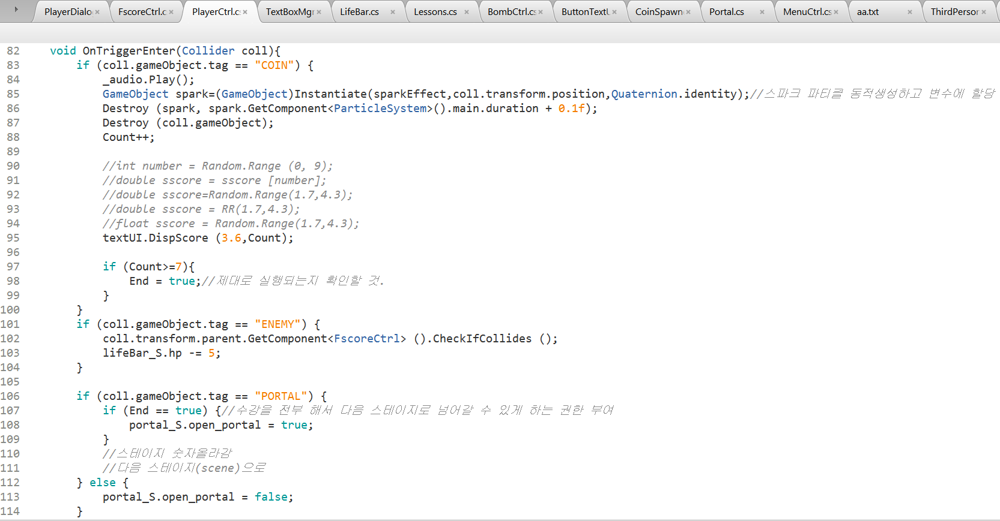 PlayerDialo × FscoreCtrl.c × PlayerCtrl.c × TextBoxMgr × LifeBar.cs × Lessons.cs × BombCtrl.cs × ButtonTextU × CoinSpawn × Portal.cs × MenuCtrl.cs × aa.txt × ThirdPersor ×
82 void OnTriggerEnter(Collider coll){
83 if (coll.gameObject.tag == "COIN") {
84 _audio.Play();
85 GameObject spark=(GameObject)Instantiate(sparkEffect,coll.transform.position,Quaternion.identity);//스파크 파티클 동적생성하고 변수에 할당
86 Destroy (spark, spark.GetComponent<ParticleSystem>().main.duration + 0.1f);
87 Destroy (coll.gameObject);
88 Count++;
89
90 //int number = Random.Range (0, 9);
91 //double sscore = sscore [number];
92 //double sscore=Random.Range(1.7,4.3);
93 //double sscore = RR(1.7,4.3);
94 //float sscore = Random.Range(1.7,4.3);
95 textUI.DispScore (3.6,Count);
96
97 if (Count>=7){
98 End = true;//제대로 실행되는지 확인할 것.
99 }
100 }
101 if (coll.gameObject.tag == "ENEMY") {
102 coll.transform.parent.GetComponent<FscoreCtrl> ().CheckIfCollides ();
103 lifeBar_S.hp -= 5;
104 }
105
106 if (coll.gameObject.tag == "PORTAL") {
107 if (End == true) {//수강을 전부 해서 다음 스테이지로 넘어갈 수 있게 하는 권한 부여
108 portal_S.open_portal = true;
109 }
110 //스테이지 숫자올라감
111 //다음 스테이지(scene)으로
112 } else {
113 portal_S.open_portal = false;
114 }